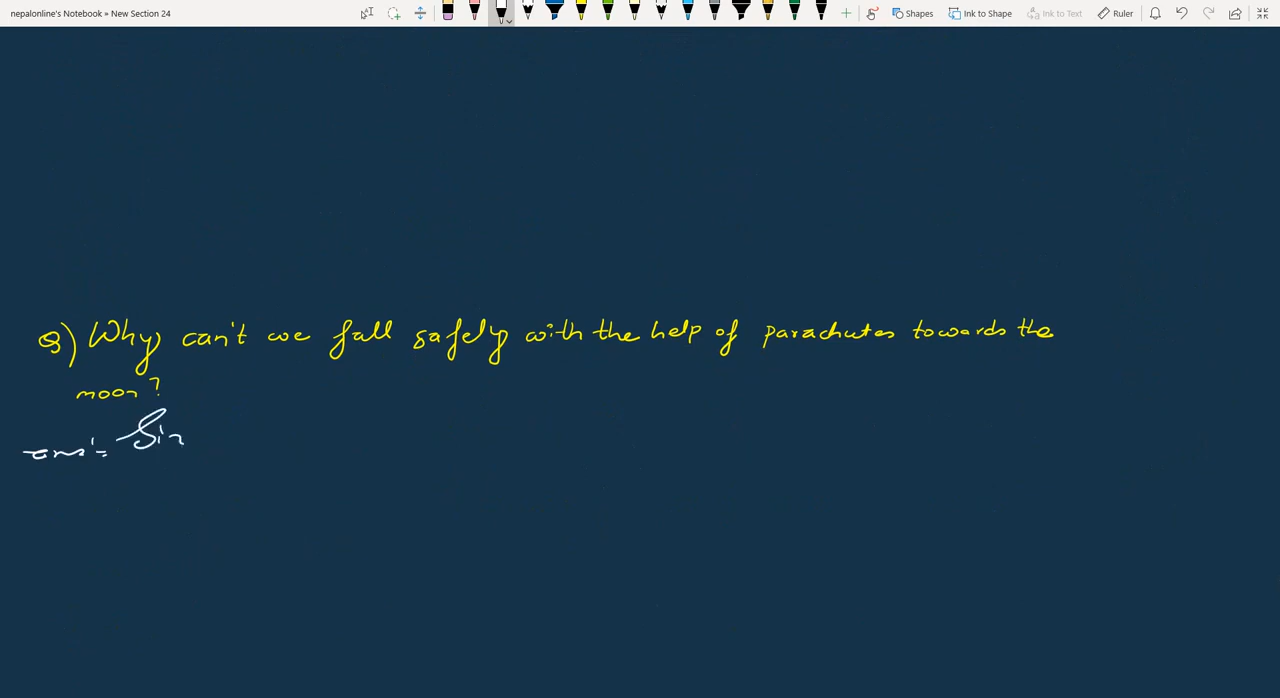 nepalonline's Notebook » New Section 24
Shapes Ink to Shape Ink to Text Ruler
Q) Why can't we fall safely with the help of parachutes towards the
moon?
ans:- Sin